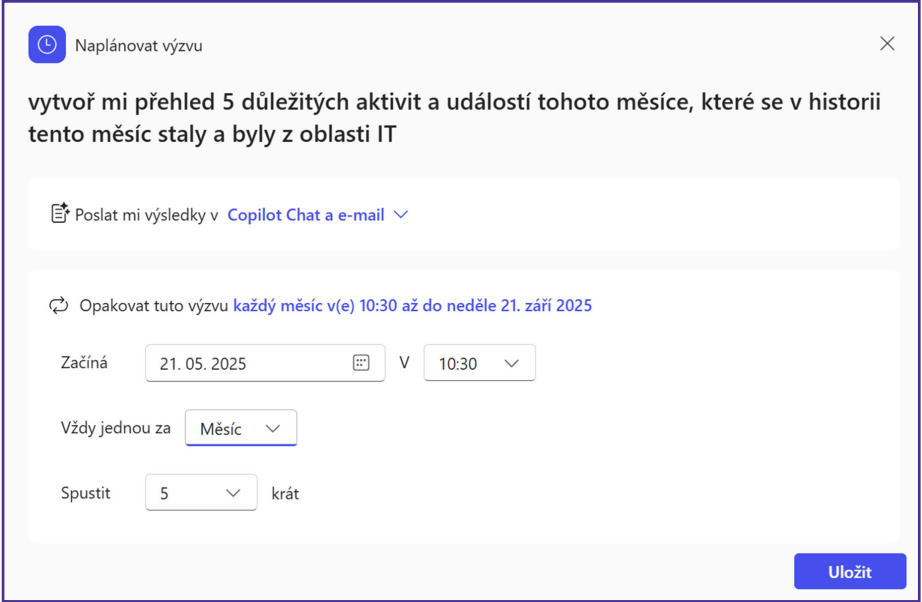 Naplánovat výzvu
vytvoř mi přehled 5 důležitých aktivit a událostí tohoto měsíce, které se v historii
tento měsíc staly a byly z oblasti IT
Poslat mi výsledky v Copilot Chat a e-mail
Opakovat tuto výzvu každý měsíc v(e) 10:30 až do neděle 21. září 2025
Začíná 21. 05. 2025 V 10:30
Vždy jednou za Měsíc
Spustit 5 krát
Uložit